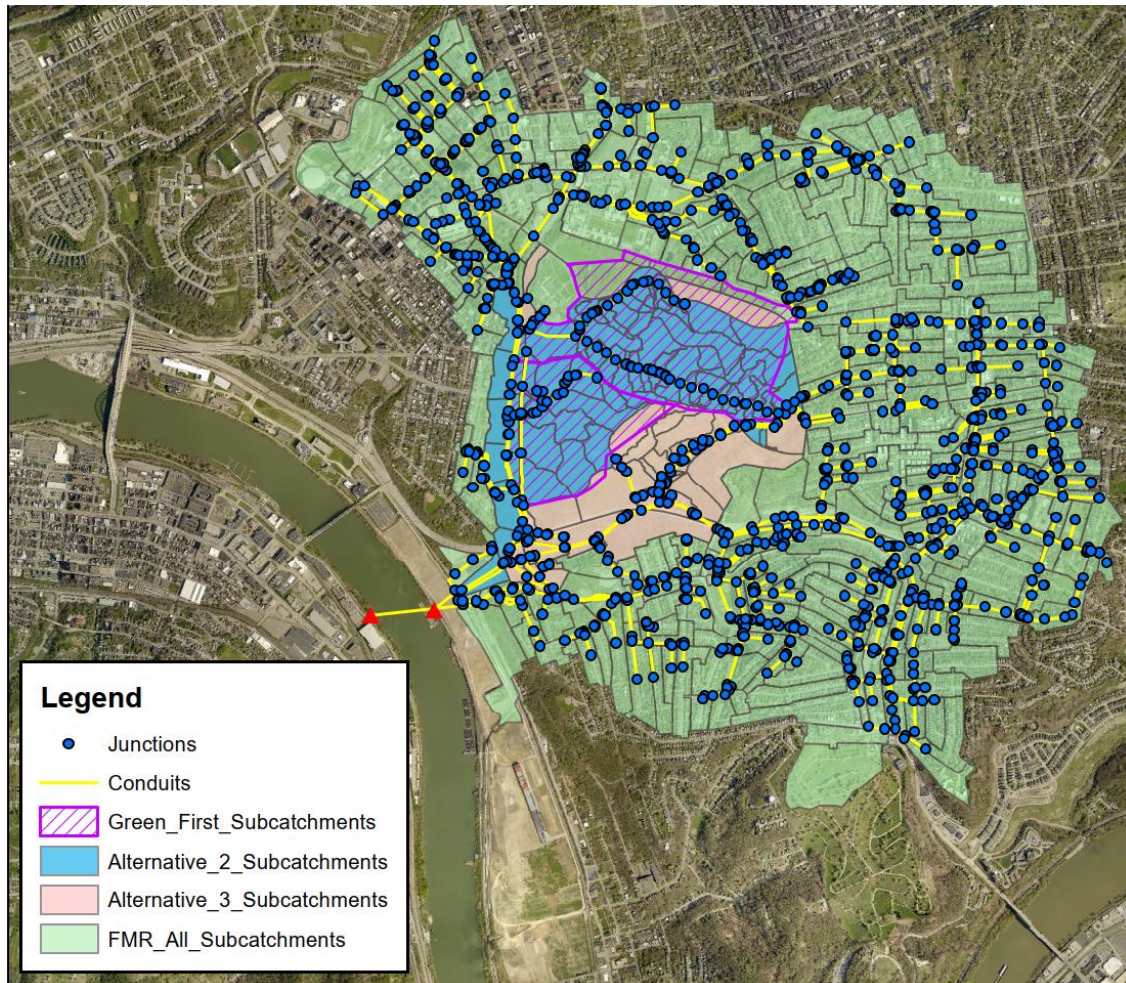 Legend
Junctions
Conduits
Green_First_Subcatchments
Alternative_2_Subcatchments
Alternative_3_Subcatchments
FMR_All_Subcatchments